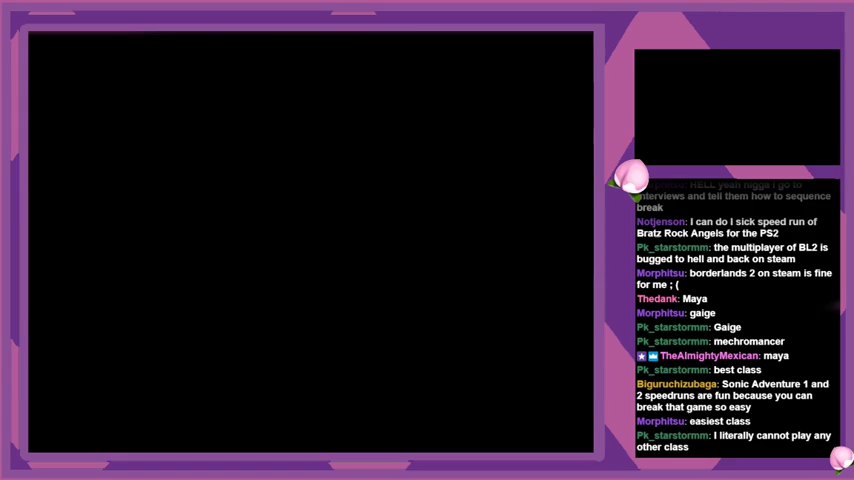 Morphitsu: HELL yeah nigga i go to
interviews and tell them how to sequence
break
Notjenson: I can do I sick speed run of
Bratz Rock Angels for the PS2
Pk_starstormm: the multiplayer of BL2 is
bugged to hell and back on steam
Morphitsu: borderlands 2 on steam is fine
for me ; (
Thedank: Maya
Morphitsu: gaige
Pk_starstormm: Gaige
Pk_starstormm: mechromancer
TheAlmightyMexican: maya
Pk_starstormm: best class
Biguruchizubaga: Sonic Adventure 1 and
2 speedruns are fun because you can
break that game so easy
Morphitsu: easiest class
Pk_starstormm: I literally cannot play any
other class